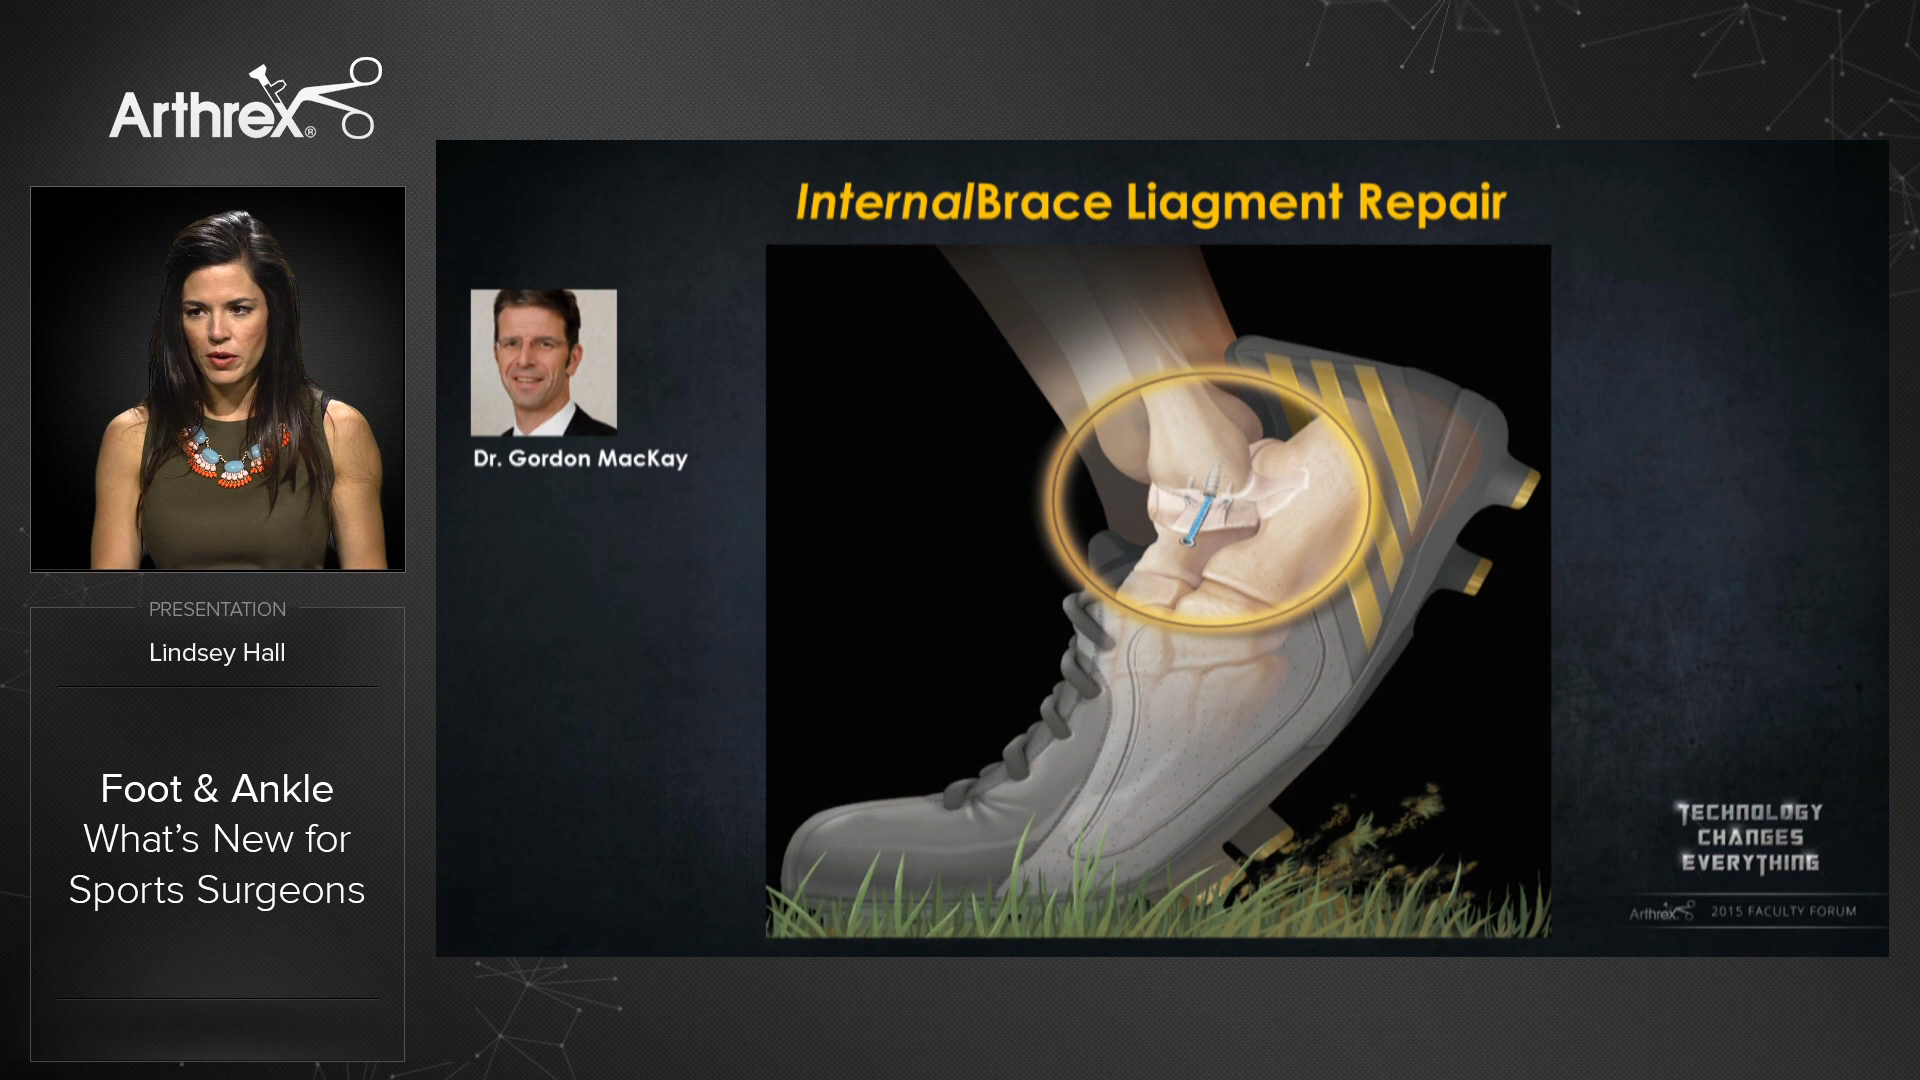 Arthrex®
PRESENTATION
Lindsey Hall
Foot & Ankle
What's New for
Sports Surgeons
InternalBrace Liagment Repair
Dr. Gordon MacKay
TECHNOLOGY
CHANGES
EVERYTHING
Arthrex 2015 FACULTY FORUM